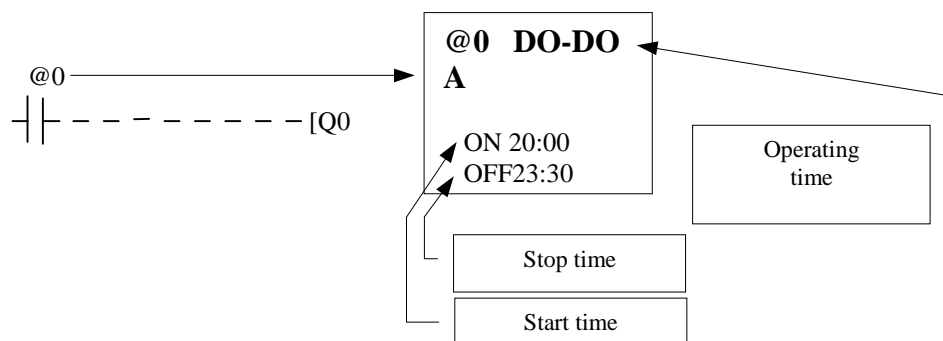 @0 DO-DO
A
@0
[Q0
ON 20:00
OFF23:30
Operating
time
Stop time
Start time